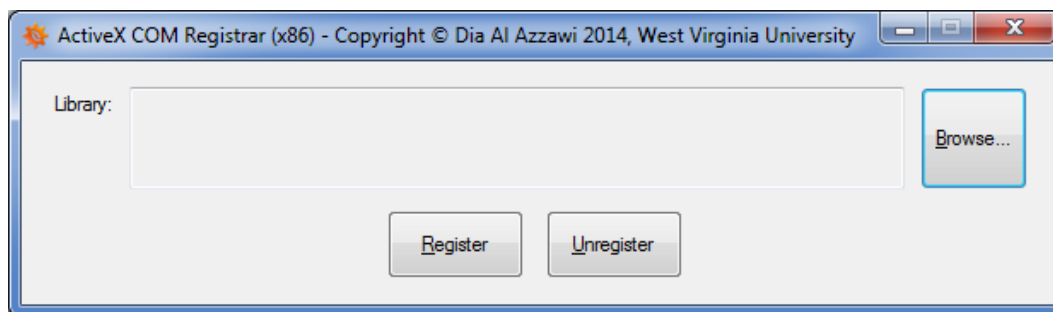 ActiveX COM Registrar (x86) - Copyright © Dia Al Azzawi 2014, West Virginia University
Library:
Browse...
Register Unregister